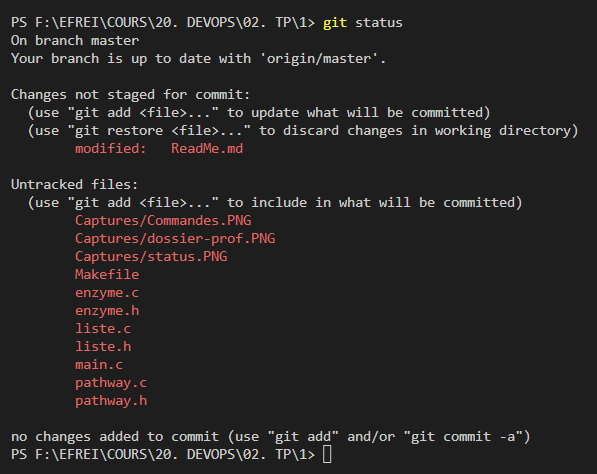 PS F:\EFREI\COURS\20. DEVOPS\02. TP\1> git status
On branch master
Your branch is up to date with 'origin/master'.
Changes not staged for commit:
(use "git add <file>..." to update what will be committed)
(use "git restore <file>..." to discard changes in working directory)
modified:   ReadMe.md
Untracked files:
(use "git add <file>..." to include in what will be committed)
Captures/Commandes.PNG
Captures/dossier-prof.PNG
Captures/status.PNG
Makefile
enzyme.c
enzyme.h
liste.c
liste.h
main.c
pathway.c
pathway.h
no changes added to commit (use "git add" and/or "git commit -a")
PS F:\EFREI\COURS\20. DEVOPS\02. TP\1>